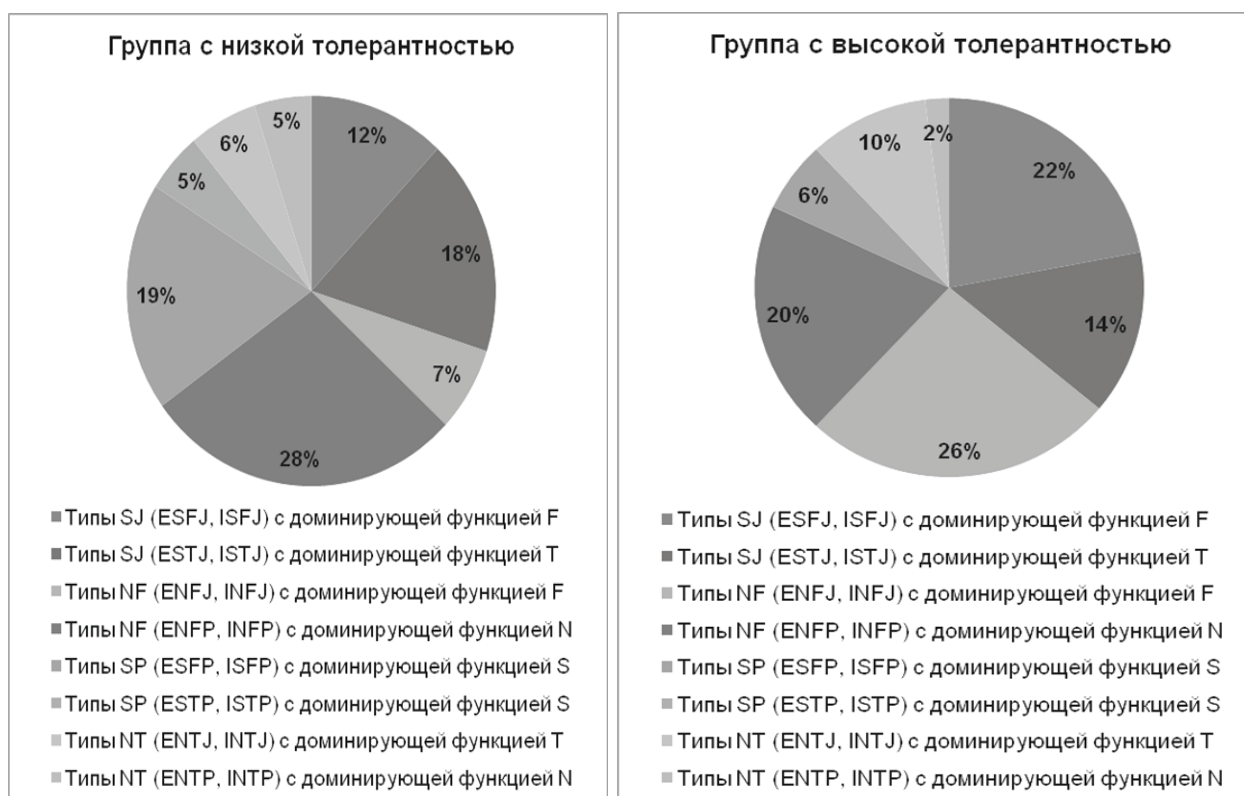 Группа с низкой толерантностью
5%
12%
6%
5%
18%
19%
7%
28%
Типы SJ (ESFJ, ISFJ) с доминирующей функцией F
Типы SJ (ESTJ, ISTJ) с доминирующей функцией T
Типы NF (ENFJ, INFJ) с доминирующей функцией F
Типы NF (ENFP, INFP) с доминирующей функцией N
Типы SP (ESFP, ISFP) с доминирующей функцией S
Типы SP (ESTP, ISTP) с доминирующей функцией S
Типы NT (ENTJ, INTJ) с доминирующей функцией T
Типы NT (ENTP, INTP) с доминирующей функцией N
Группа с высокой толерантностью
2%
10%
22%
6%
20%
14%
26%
Типы SJ (ESFJ, ISFJ) с доминирующей функцией F
Типы SJ (ESTJ, ISTJ) с доминирующей функцией T
Типы NF (ENFJ, INFJ) с доминирующей функцией F
Типы NF (ENFP, INFP) с доминирующей функцией N
Типы SP (ESFP, ISFP) с доминирующей функцией S
Типы SP (ESTP, ISTP) с доминирующей функцией S
Типы NT (ENTJ, INTJ) с доминирующей функцией T
Типы NT (ENTP, INTP) с доминирующей функцией N